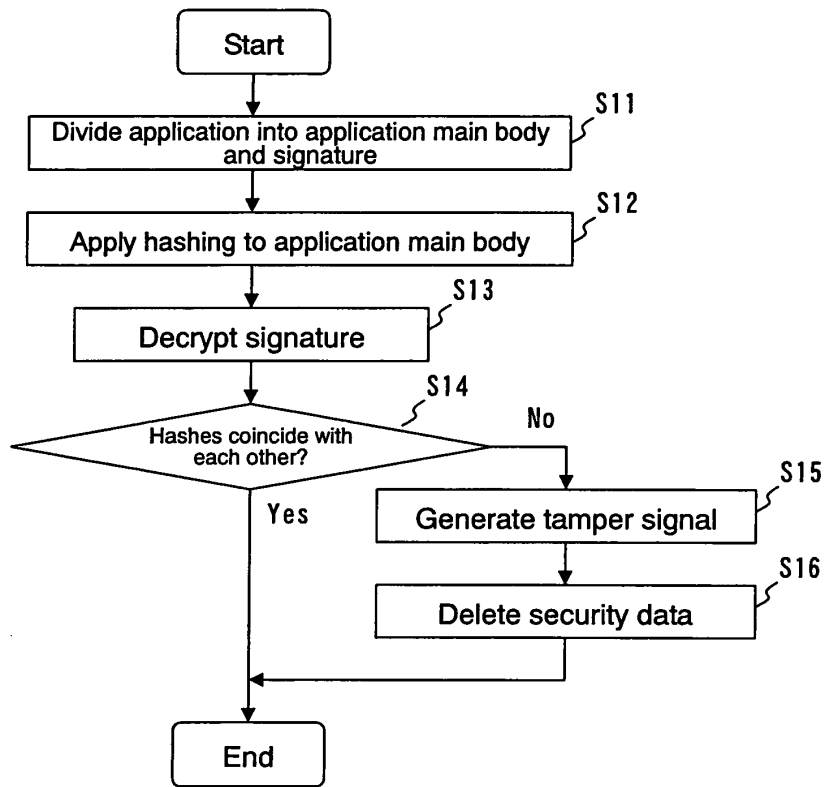 Start
S11
Divide application into application main body
and signature
S12
Apply hashing to application main body
S13
Decrypt signature
S14
Hashes coincide with
each other?
No
Yes
S15
Generate tamper signal
S16
Delete security data
End